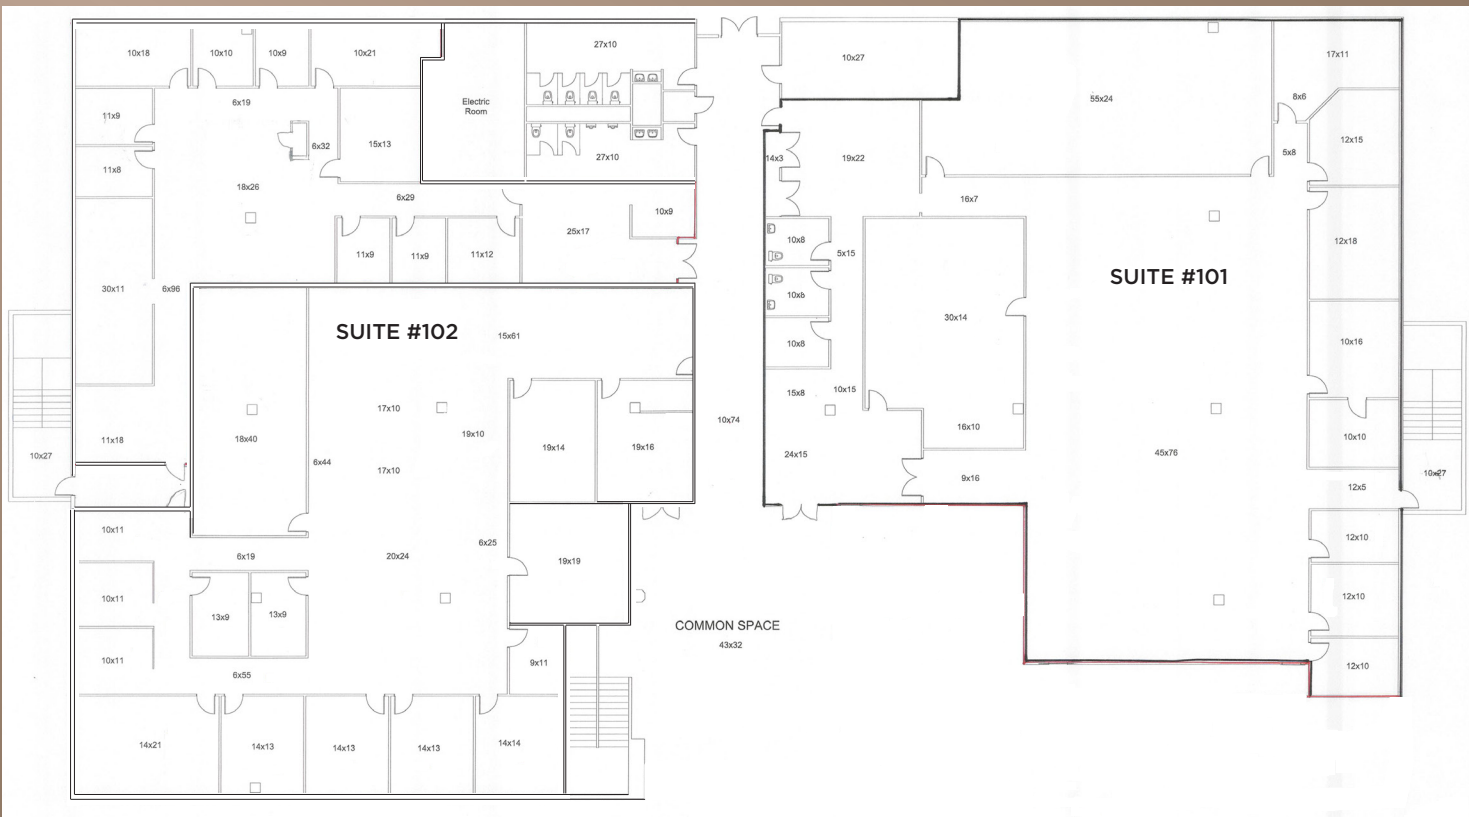 10x18
10x10
10x9
10x21
27x10
10x27
17x11
6x19
Electric
Room
55x24
8x6
11x9
6x32
15x13
12x15
11x8
27x10
14x3
19x22
5x8
18x26
6x29
16x7
10x9
25x17
10x8
5x15
12x18
11x9
11x9
11x12
SUITE #101
30x11
6x96
10x8
30x14
SUITE #102
15x61
10x8
10x16
17x10
15x8
10x15
18x40
19x10
10x74
16x10
11x18
10x10
10x27
6x44
17x10
19x14
19x16
24x15
45x76
9x16
10x27
12x5
10x11
6x19
20x24
6x25
19x19
12x10
10x11
13x9
13x9
12x10
COMMON SPACE
43x32
10x11
6x55
9x11
12x10
14x21
14x13
14x13
14x13
14x14